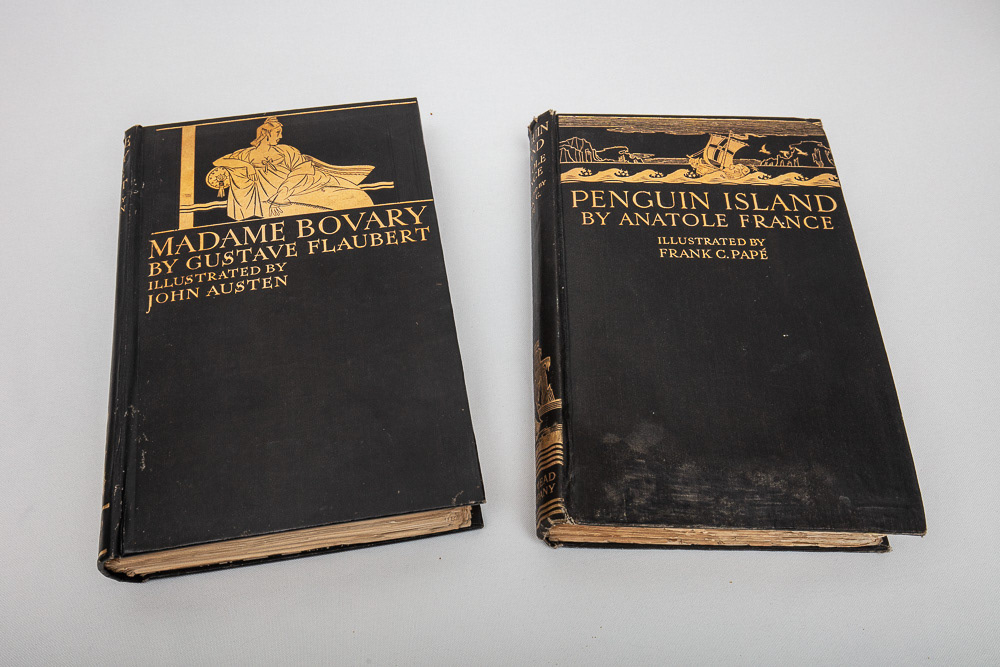 MADAME BOVARY
BY GUSTAVE FLAUBERT
ILLUSTRATED BY
JOHN AUSTEN
PENGUIN ISLAND
BY ANATOLE FRANCE
ILLUSTRATED BY
FRANK C. PAPÉ